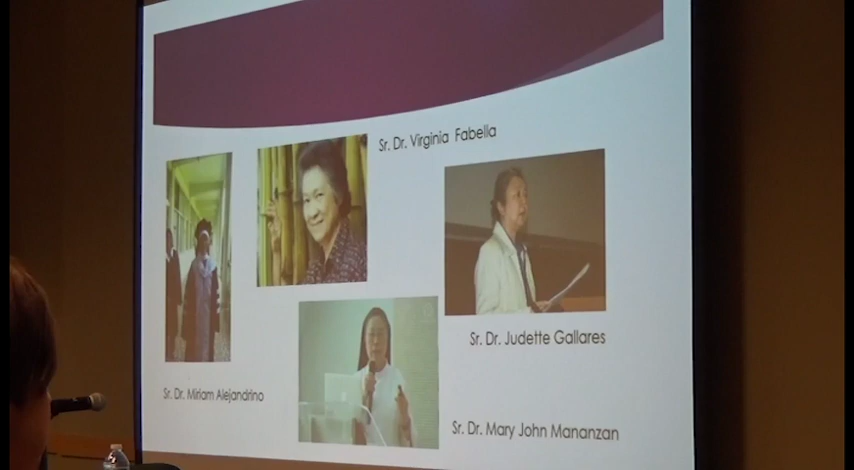 Sr. Dr. Virginia Fabella
Sr. Dr. Judette Gallares
Sr. Dr. Miriam Alejandrino
Sr. Dr. Mary John Mananzan